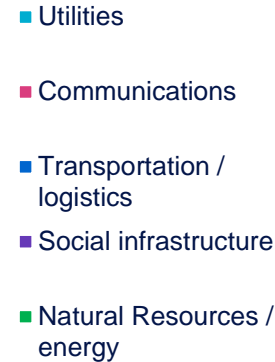 Utilities
Communications
Transportation /
logistics
Social infrastructure
Natural Resources /
energy